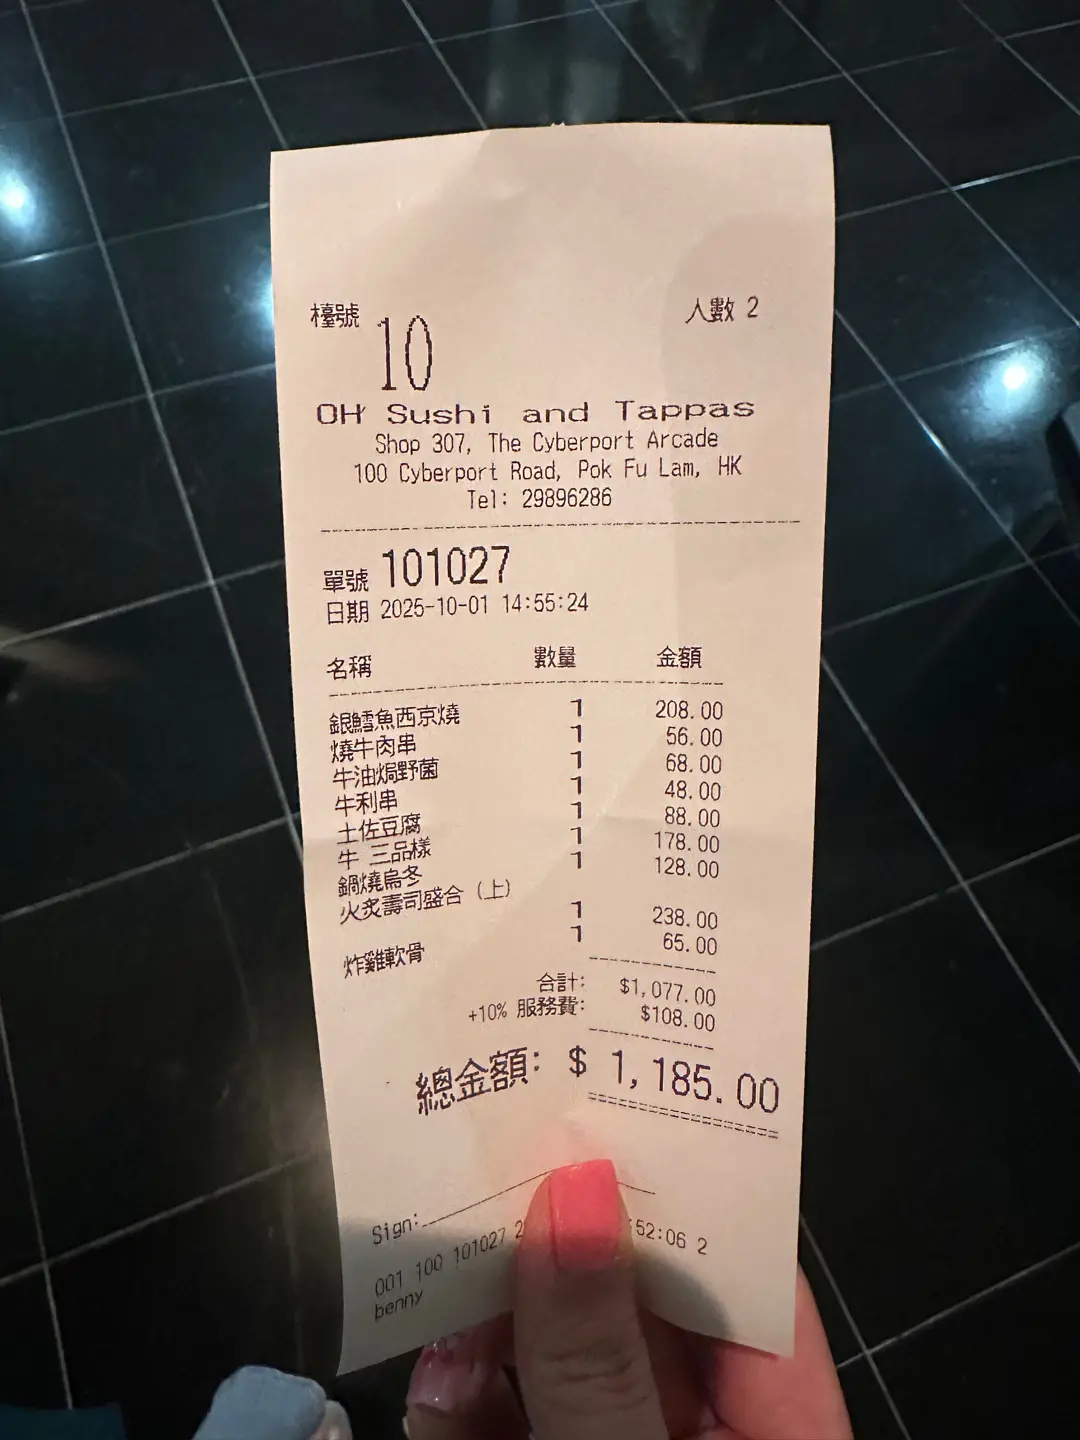 檯號 10 人數 2
OH Sushi and Tappas
Shop 307, The Cyberport Arcade
100 Cyberport Road, Pok Fu Lam, HK
Tel: 29896286
單號 101027
日期 2025-10-01 14:55:24
名稱 數量 金額
銀鱈魚西京燒 1 208.00
燒牛肉串 1 56.00
牛油焗野菌 1 68.00
牛利串 1 48.00
土佐豆腐 1 88.00
牛 三品樣 1 178.00
鍋燒烏冬 1 128.00
火炙壽司盛合 (上) 1 238.00
炸雞軟骨 1 65.00
合計: $1,077.00
+10% 服務費: $108.00
總金額: $ 1,185.00
Sign:
001 100 101027 2 :52:06 2
benny